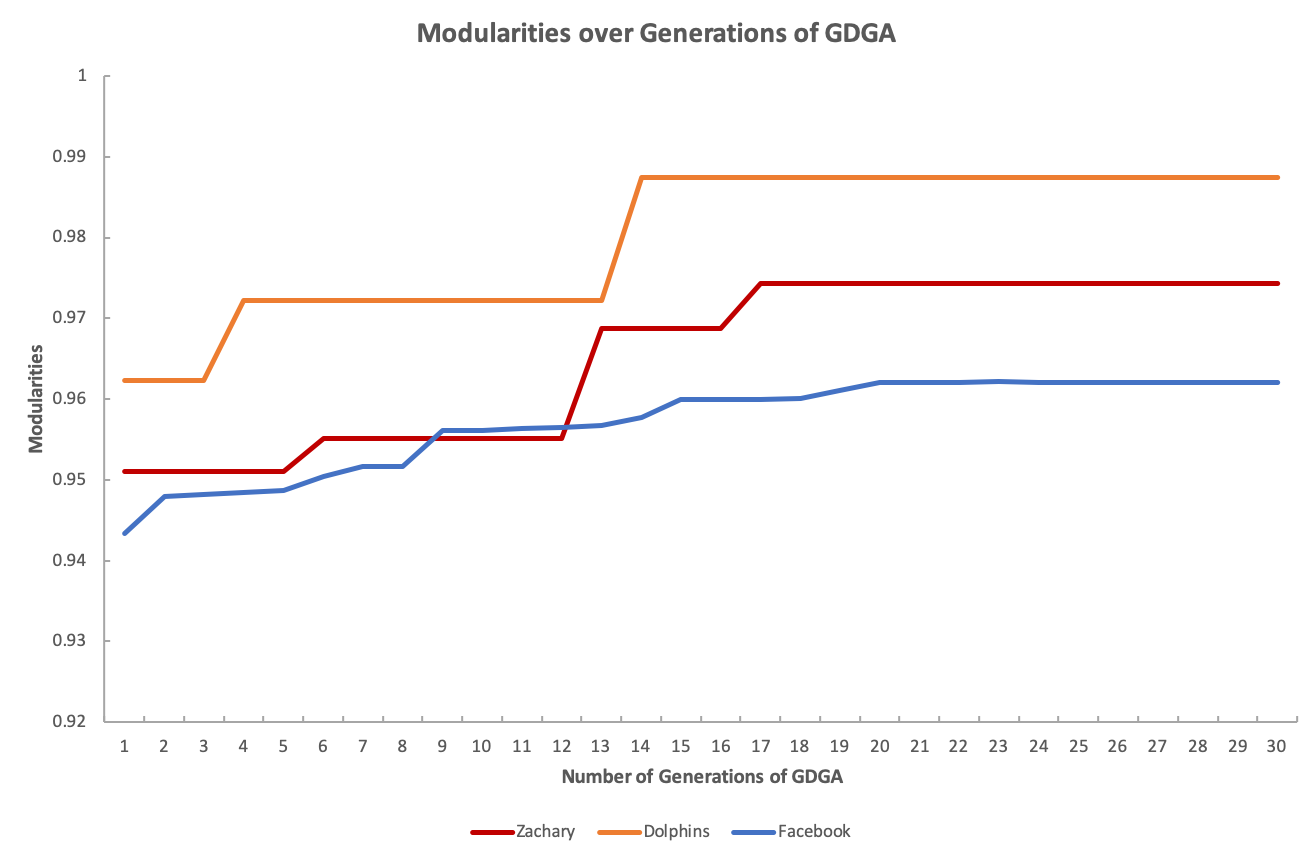 Modularities over Generations of GDGA
1
0.99
0.98
0.97
0.96
0.95
0.94
0.93
0.92
Modularities
1 2 3 4 5 6 7 8 9 10 11 12 13 14 15 16 17 18 19 20 21 22 23 24 25 26 27 28 29 30
Number of Generations of GDGA
Zachary Dolphins Facebook